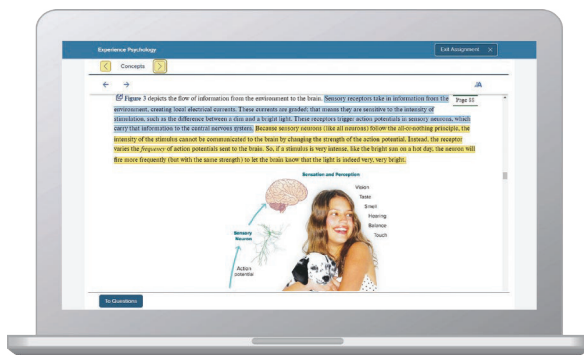 Experience Psychology
Exit Assignment ×
Concepts
Figure 3 depicts the flow of information from the environment to the brain. Sensory receptors take in information from the
Page 88
environment, creating local electrical currents. These currents are graded; that means they are sensitive to the intensity of
stimulation, such as the difference between a dim and a bright light. These receptors trigger action potentials in sensory neurons, which
carry that information to the central nervous system. Because sensory neurons (like all neurons) follow the all-or-nothing principle, the
intensity of the stimulus cannot be communicated to the brain by changing the strength of the action potential. Instead, the receptor
varies the frequency of action potentials sent to the brain. So, if a stimulus is very intense, like the bright sun on a hot day, the neuron will
fire more frequently (but with the same strength) to let the brain know that the light is indeed very, very bright.
Sensation and Perception
Vision
Taste
Smell
Hearing
Balance
Touch
Sensory
Neuron
Action
potential
To Questions